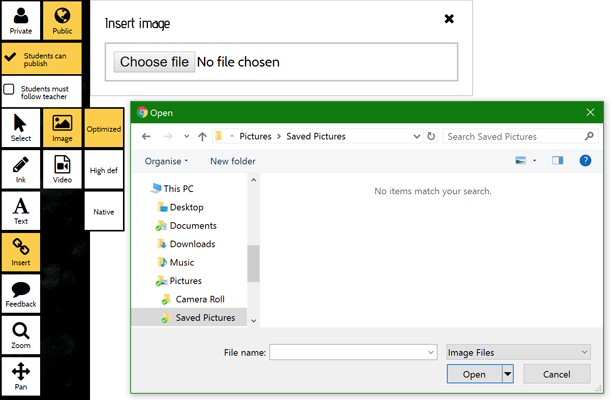 Private
Public
Students can
publish
Students must
follow teacher
Select
Image
Optimized
Ink
Video
High def
Text
Native
Insert
Feedback
Zoom
Pan
Insert image
Choose file No file chosen
Open
Pictures
Saved Pictures
Search Saved Pictures
Organise
New folder
This PC
Desktop
Documents
Downloads
Music
Pictures
Camera Roll
Saved Pictures
No items match your search.
File name:
Image Files
Open
Cancel